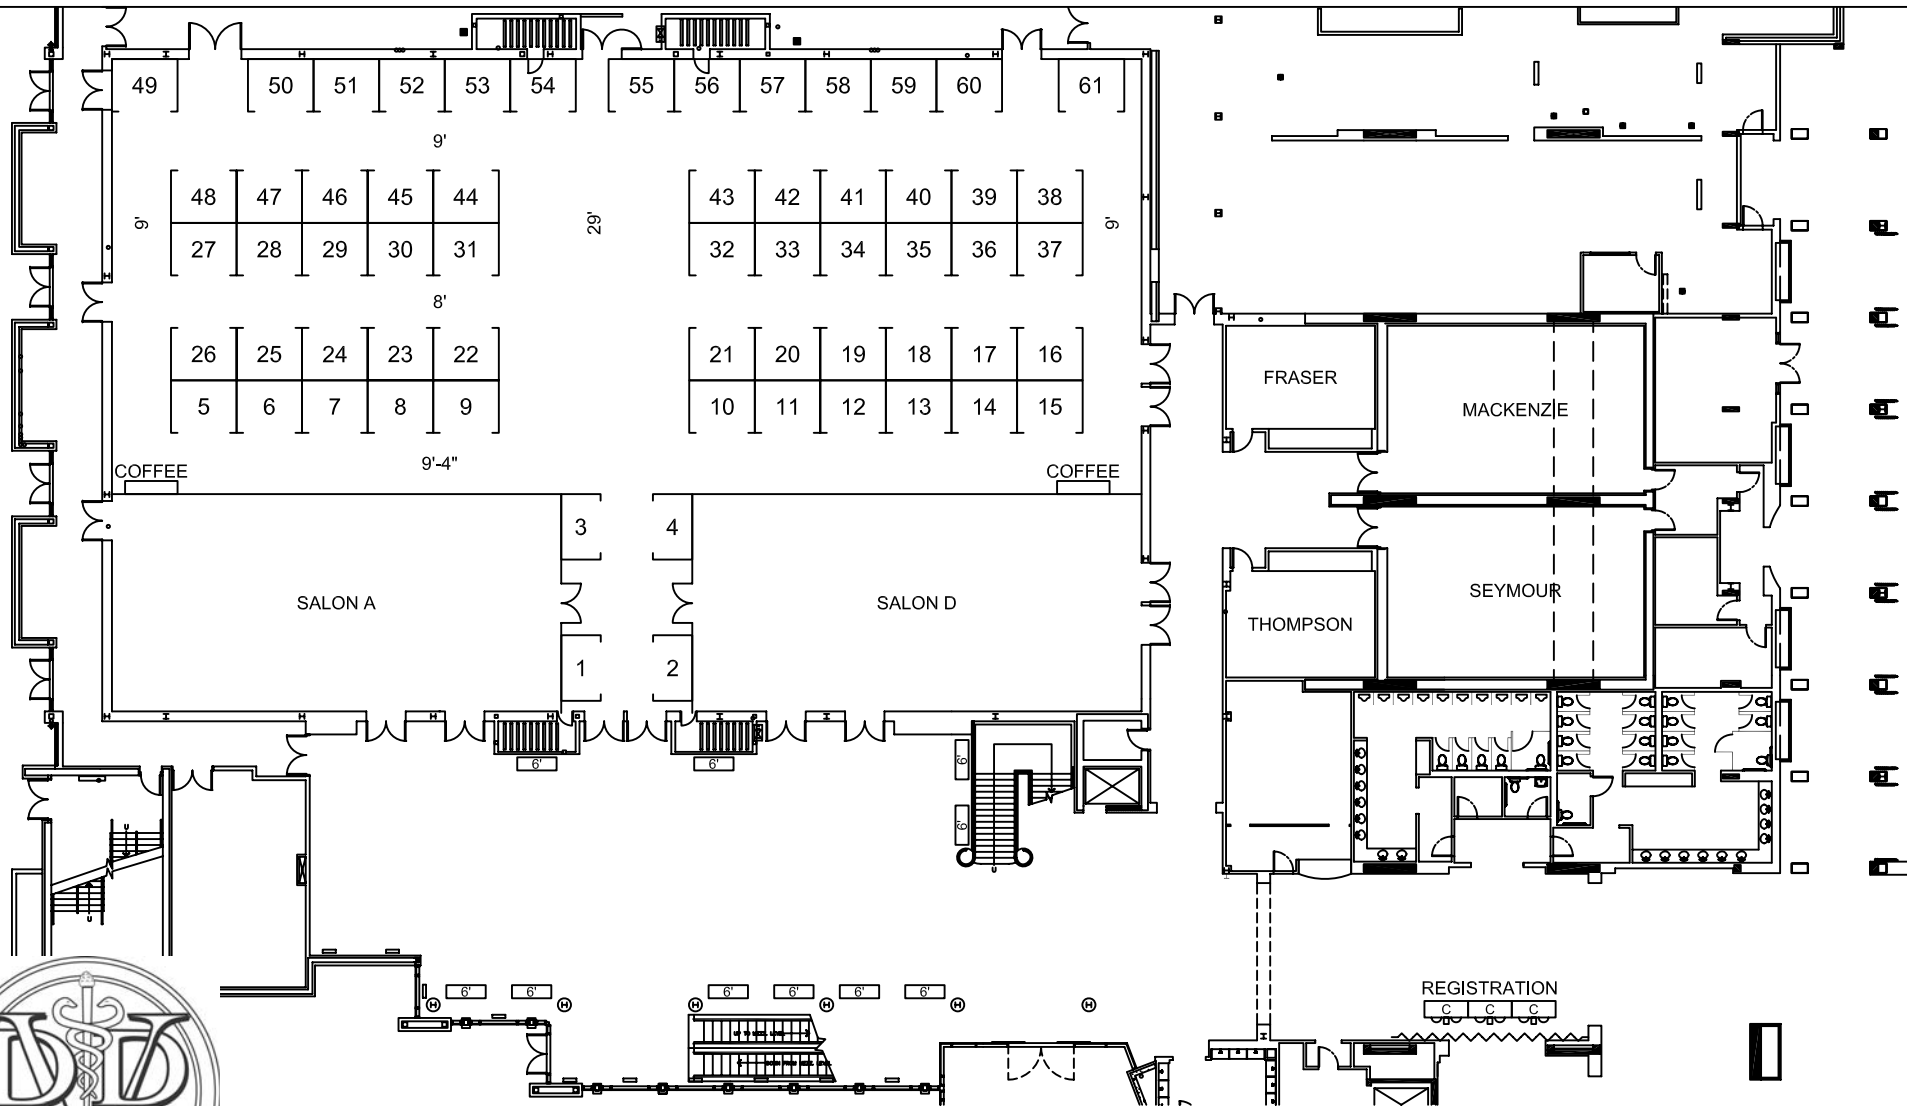 49 50 51 52 53 54 55 56 57 58 59 60 61
9'
48 47 46 45 44 43 42 41 40 39 38
9' 29' 9'
27 28 29 30 31 32 33 34 35 36 37
8'
26 25 24 23 22 21 20 19 18 17 16
5 6 7 8 9 10 11 12 13 14 15
FRASER
MACKENZIE
9'-4"
COFFEE COFFEE
3 4
SALON A SALON D
SEYMOUR
THOMPSON
1 2
6' 6' 6'
6'
U
U
U
6' 6' 6' 6' 6' 6'
REGISTRATION
C C C
DVD